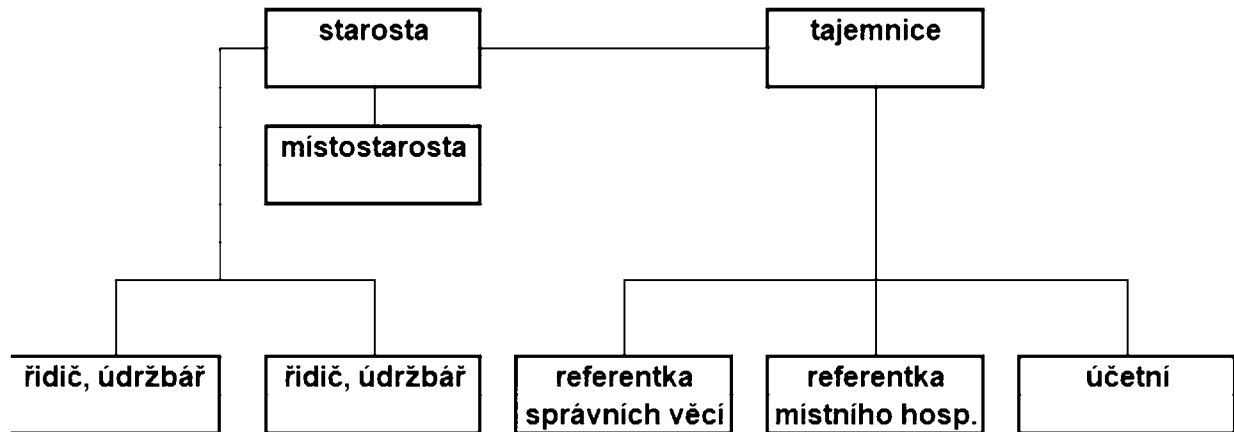 starosta
tajemnice
místostarosta
řidič, údržbář
řidič, údržbář
referentka
správních věcí
referentka
místního hosp.
účetní